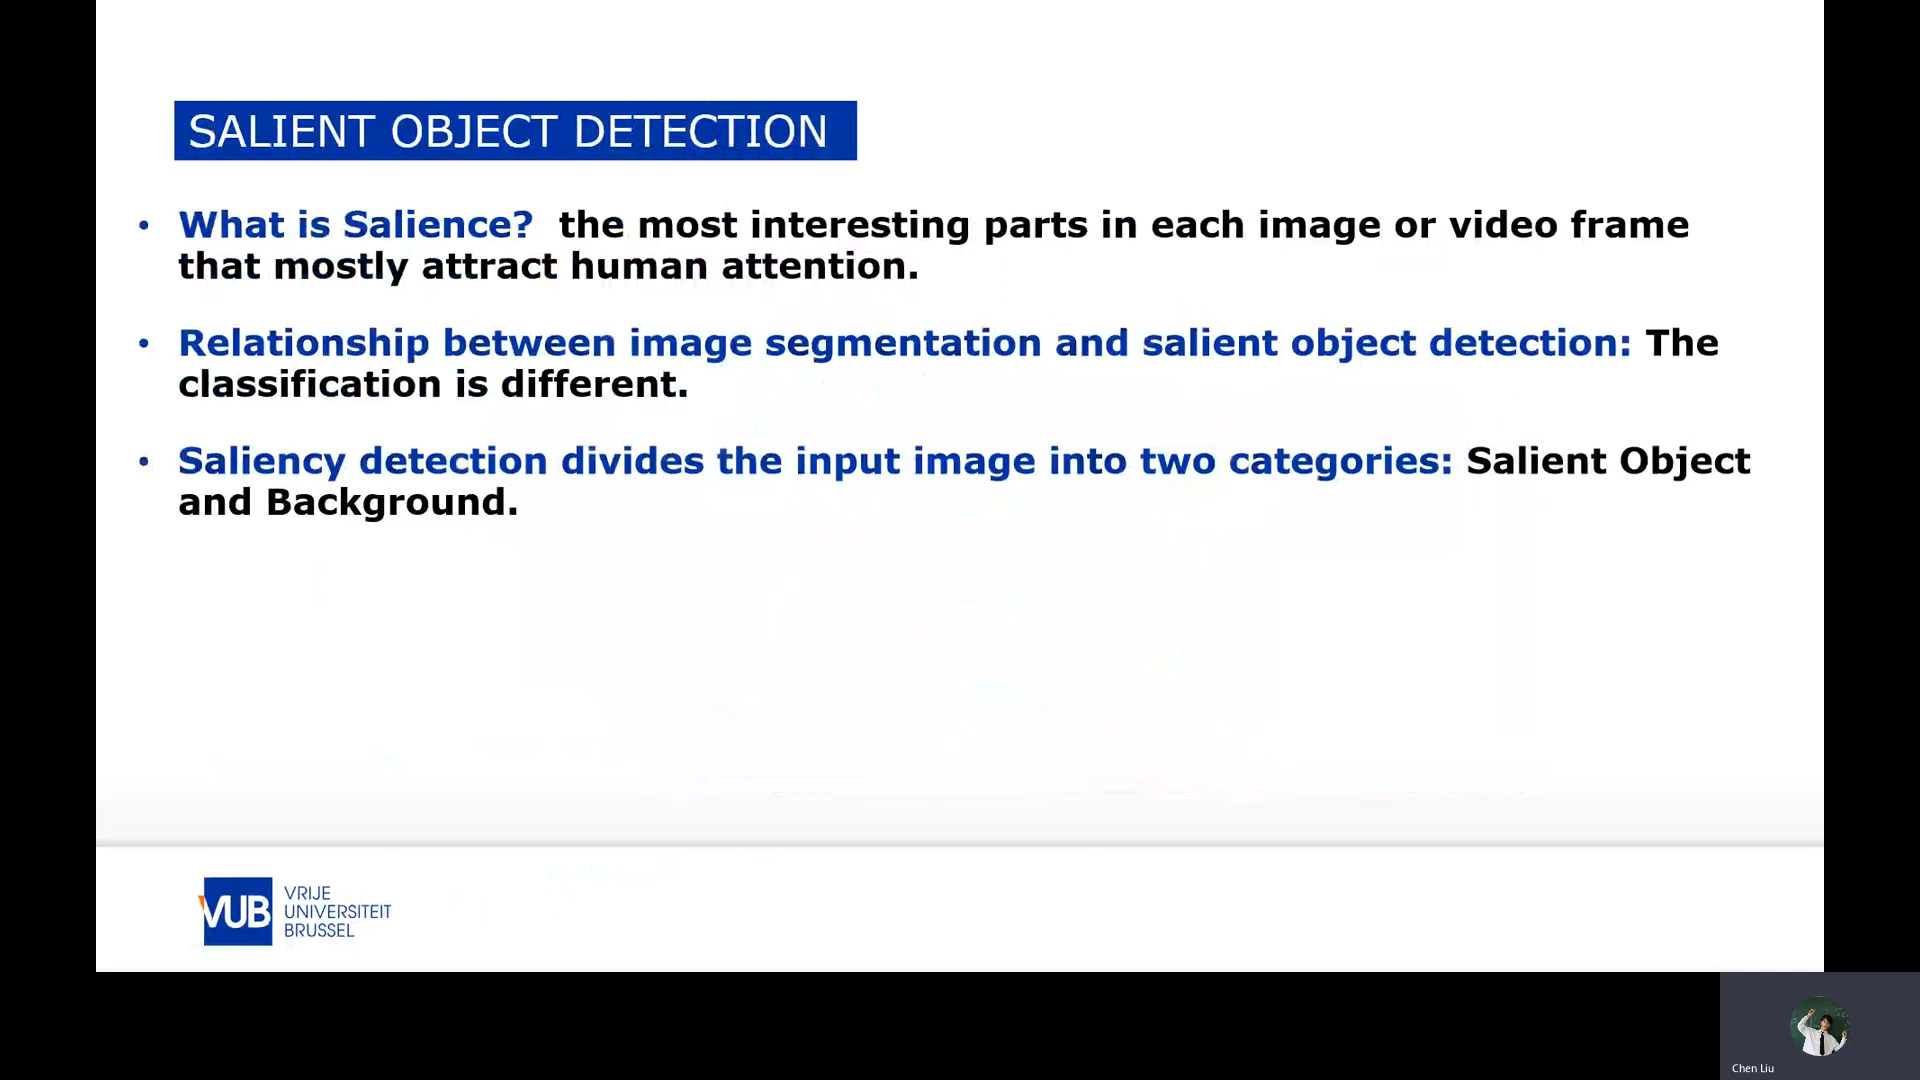 SALIENT OBJECT DETECTION
• What is Salience? the most interesting parts in each image or video frame
that mostly attract human attention.
• Relationship between image segmentation and salient object detection: The
classification is different.
• Saliency detection divides the input image into two categories: Salient Object
and Background.
VUB
VRIJE
UNIVERSITEIT
BRUSSEL
Chen Liu